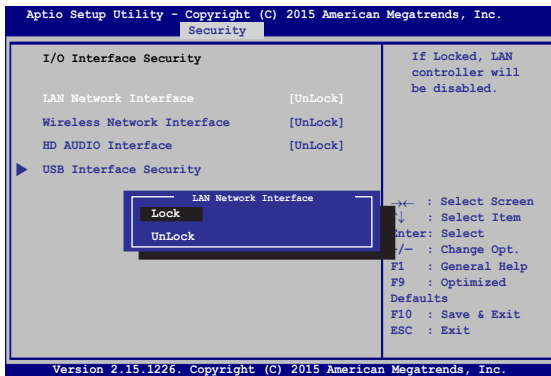 Aptio Setup Utility - Copyright (C) 2015 American Megatrends, Inc.
Security
I/O Interface Security
LAN Network Interface [UnLock]
Wireless Network Interface [UnLock]
HD AUDIO Interface [UnLock]
USB Interface Security
LAN Network Interface
Lock
UnLock
If Locked, LAN
controller will
be disabled.
→← : Select Screen
↓ : Select Item
Enter: Select
/— : Change Opt.
F1 : General Help
F9 : Optimized
Defaults
F10 : Save & Exit
ESC : Exit
Version 2.15.1226. Copyright (C) 2015 American Megatrends, Inc.